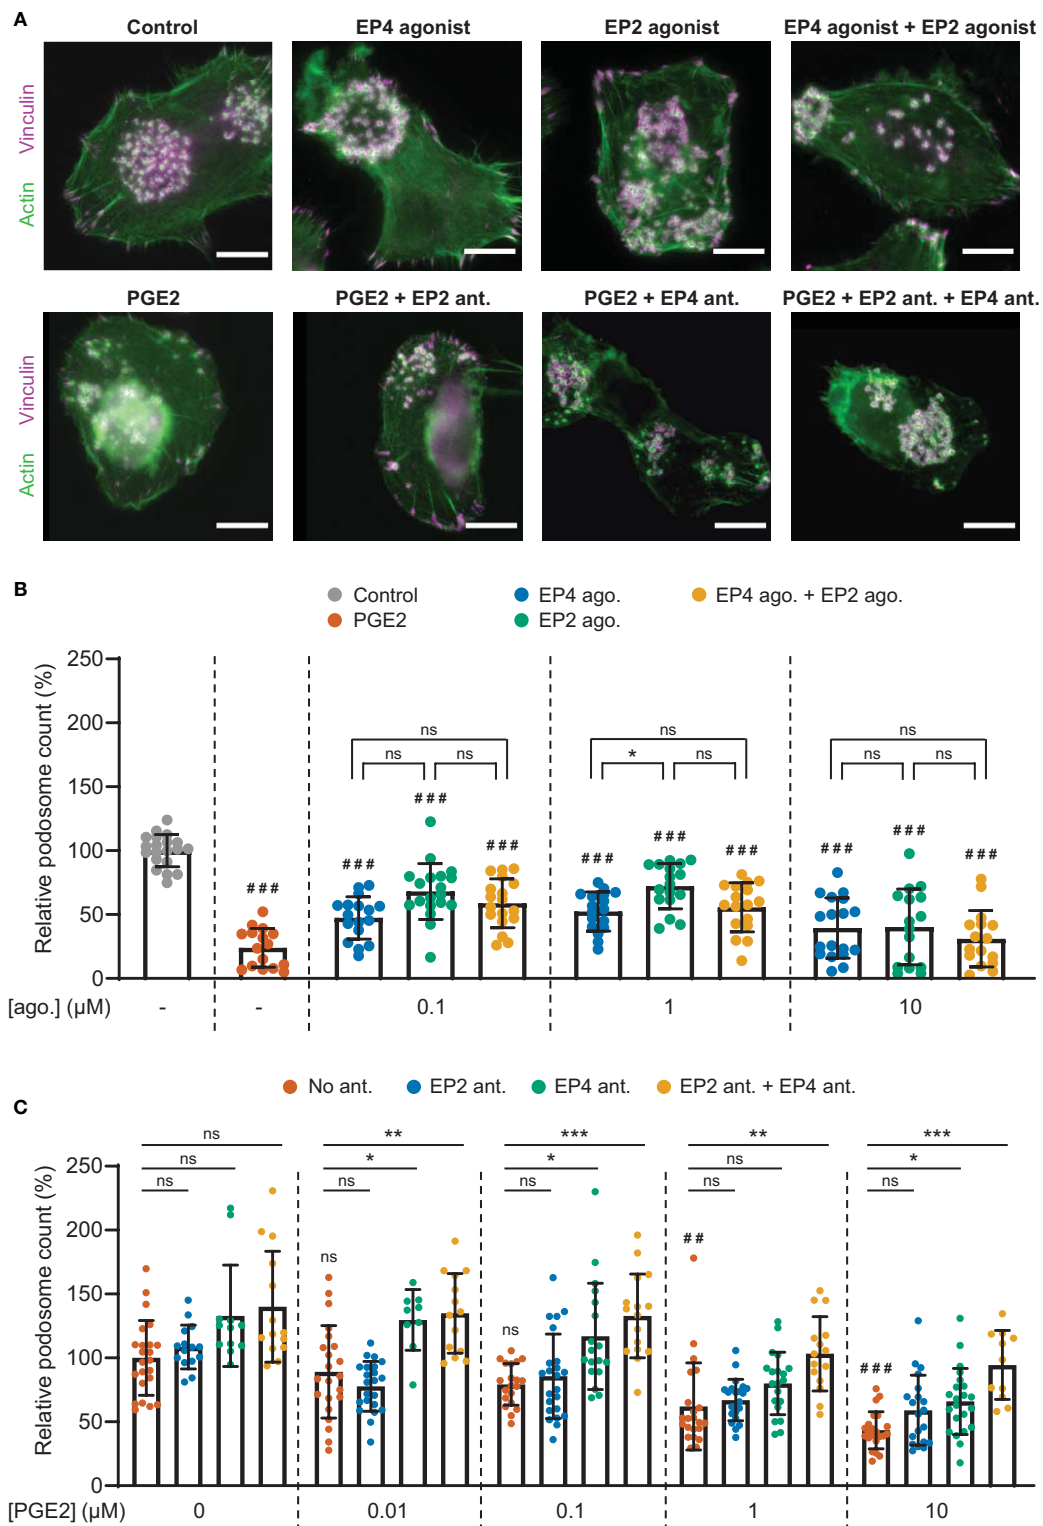 A
Control
EP4 agonist
EP2 agonist
EP4 agonist + EP2 agonist
Actin Vinculin
PGE2
PGE2 + EP2 ant.
PGE2 + EP4 ant.
PGE2 + EP2 ant. + EP4 ant.
Actin Vinculin
B
Control
EP4 ago.
EP4 ago. + EP2 ago.
PGE2
EP2 ago.
Relative podosome count (%)
250
200
150
100
50
0
ns
ns
ns
ns
* ns
ns
ns
ns
###
###
###
###
###
###
###
###
###
###
[ago.] (μM)
- - 0.1 1 10
No ant.
EP2 ant.
EP4 ant.
EP2 ant. + EP4 ant.
C
Relative podosome count (%)
250
200
150
100
50
0
ns
ns
ns
**
*
ns
***
*
ns
**
ns
ns
***
*
ns
ns
ns
##
###
[PGE2] (μM)
0 0.01 0.1 1 10